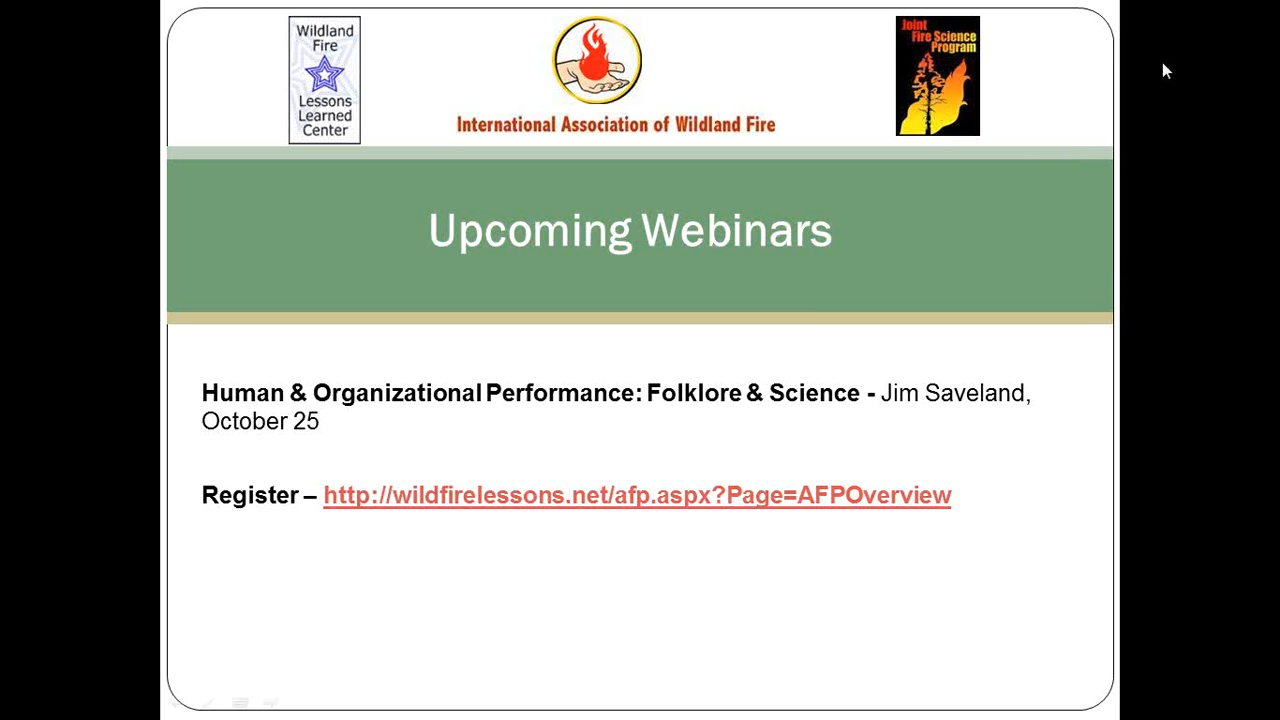 Wildland
Fire
Lessons
Learned
Center
International Association of Wildland Fire
Joint
Fire Science
Program
Upcoming Webinars
Human & Organizational Performance: Folklore & Science - Jim Saveland,
October 25
Register – http://wildfirelessons.net/afp.aspx?Page=AFPOverview